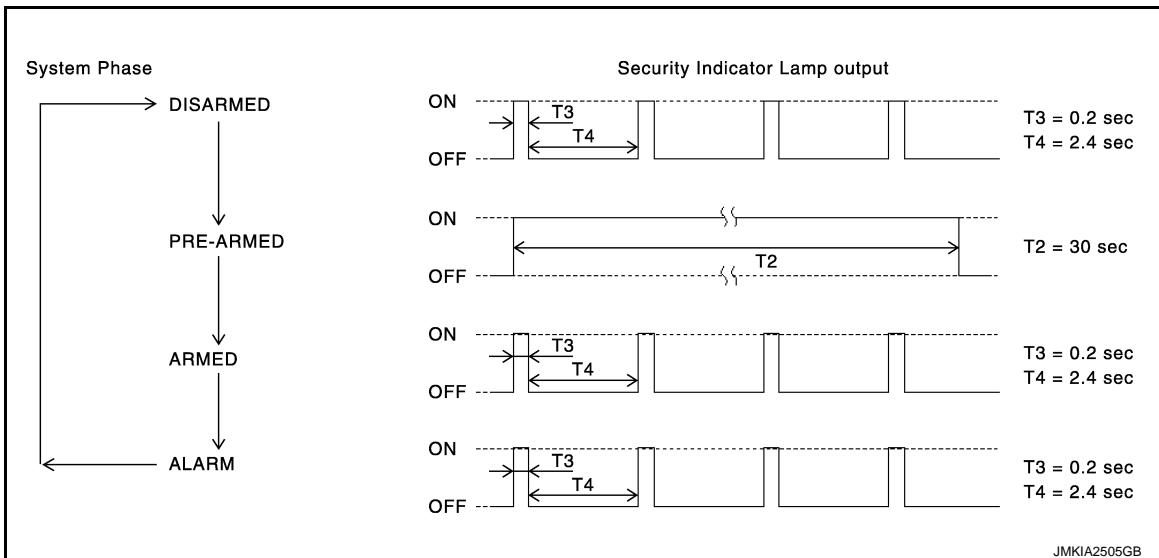 System Phase
Security Indicator Lamp output
DISARMED
ON
OFF
T3
T4
T3 = 0.2 sec
T4 = 2.4 sec
PRE-ARMED
ON
OFF
T2
T2 = 30 sec
ARMED
ON
OFF
T3
T4
T3 = 0.2 sec
T4 = 2.4 sec
ALARM
ON
OFF
T3
T4
T3 = 0.2 sec
T4 = 2.4 sec
JMKIA2505GB